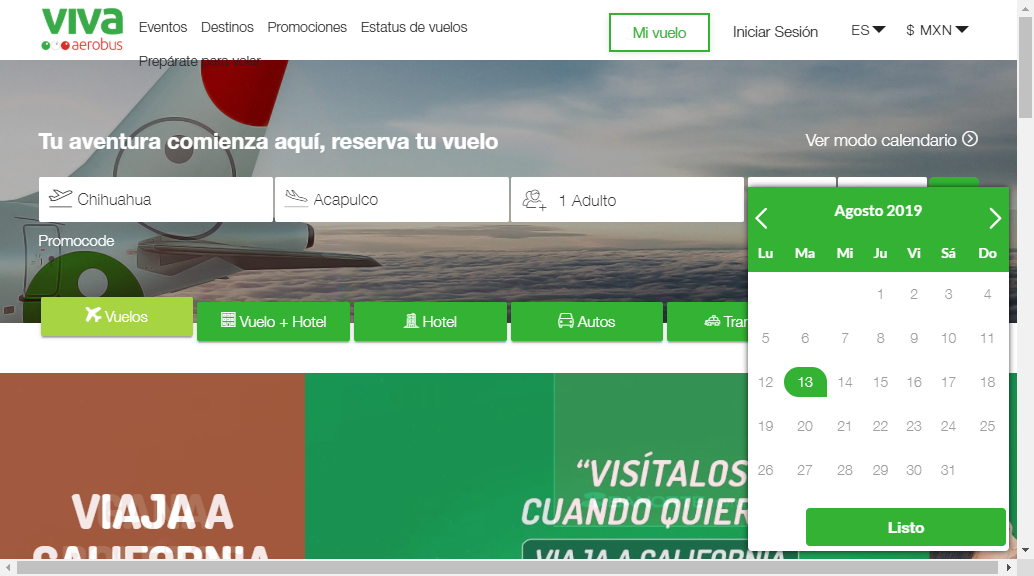 viva
aerobus
Eventos Destinos Promociones Estatus de vuelos
Prepárate para volar
Mi vuelo
Iniciar Sesión
ES
$ MXN
Tu aventura comienza aquí, reserva tu vuelo
Ver modo calendario
Chihuahua
Acapulco
1 Adulto
Promocode
Vuelos
Vuelo + Hotel
Hotel
Autos
Tran
Agosto 2019
Lu Ma Mi Ju Vi Sá Do
1 2 3 4
5 6 7 8 9 10 11
12 13 14 15 16 17 18
19 20 21 22 23 24 25
26 27 28 29 30 31
Listo
VIAJA A
CALIFORNIA
“VISÍTALOS
CUANDO QUIER
VIAJA A CALIFORNIA